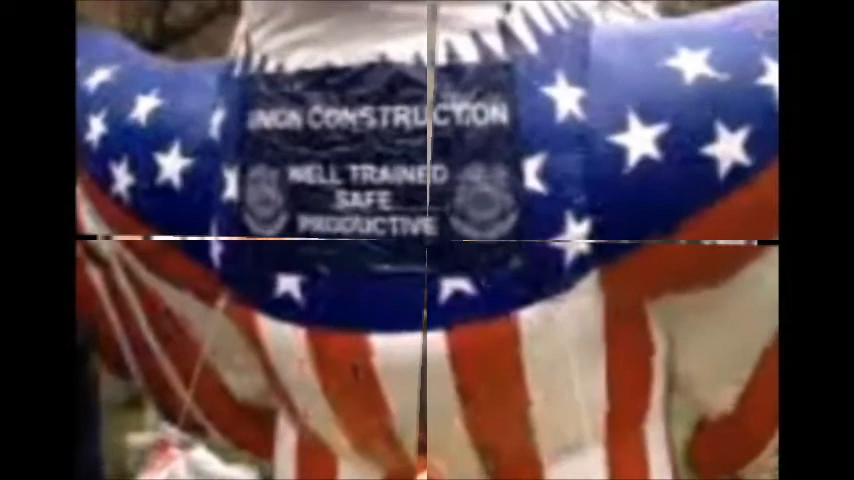 UNION CONSTRUCTION
WELL TRAINED
SAFE
PRODUCTIVE